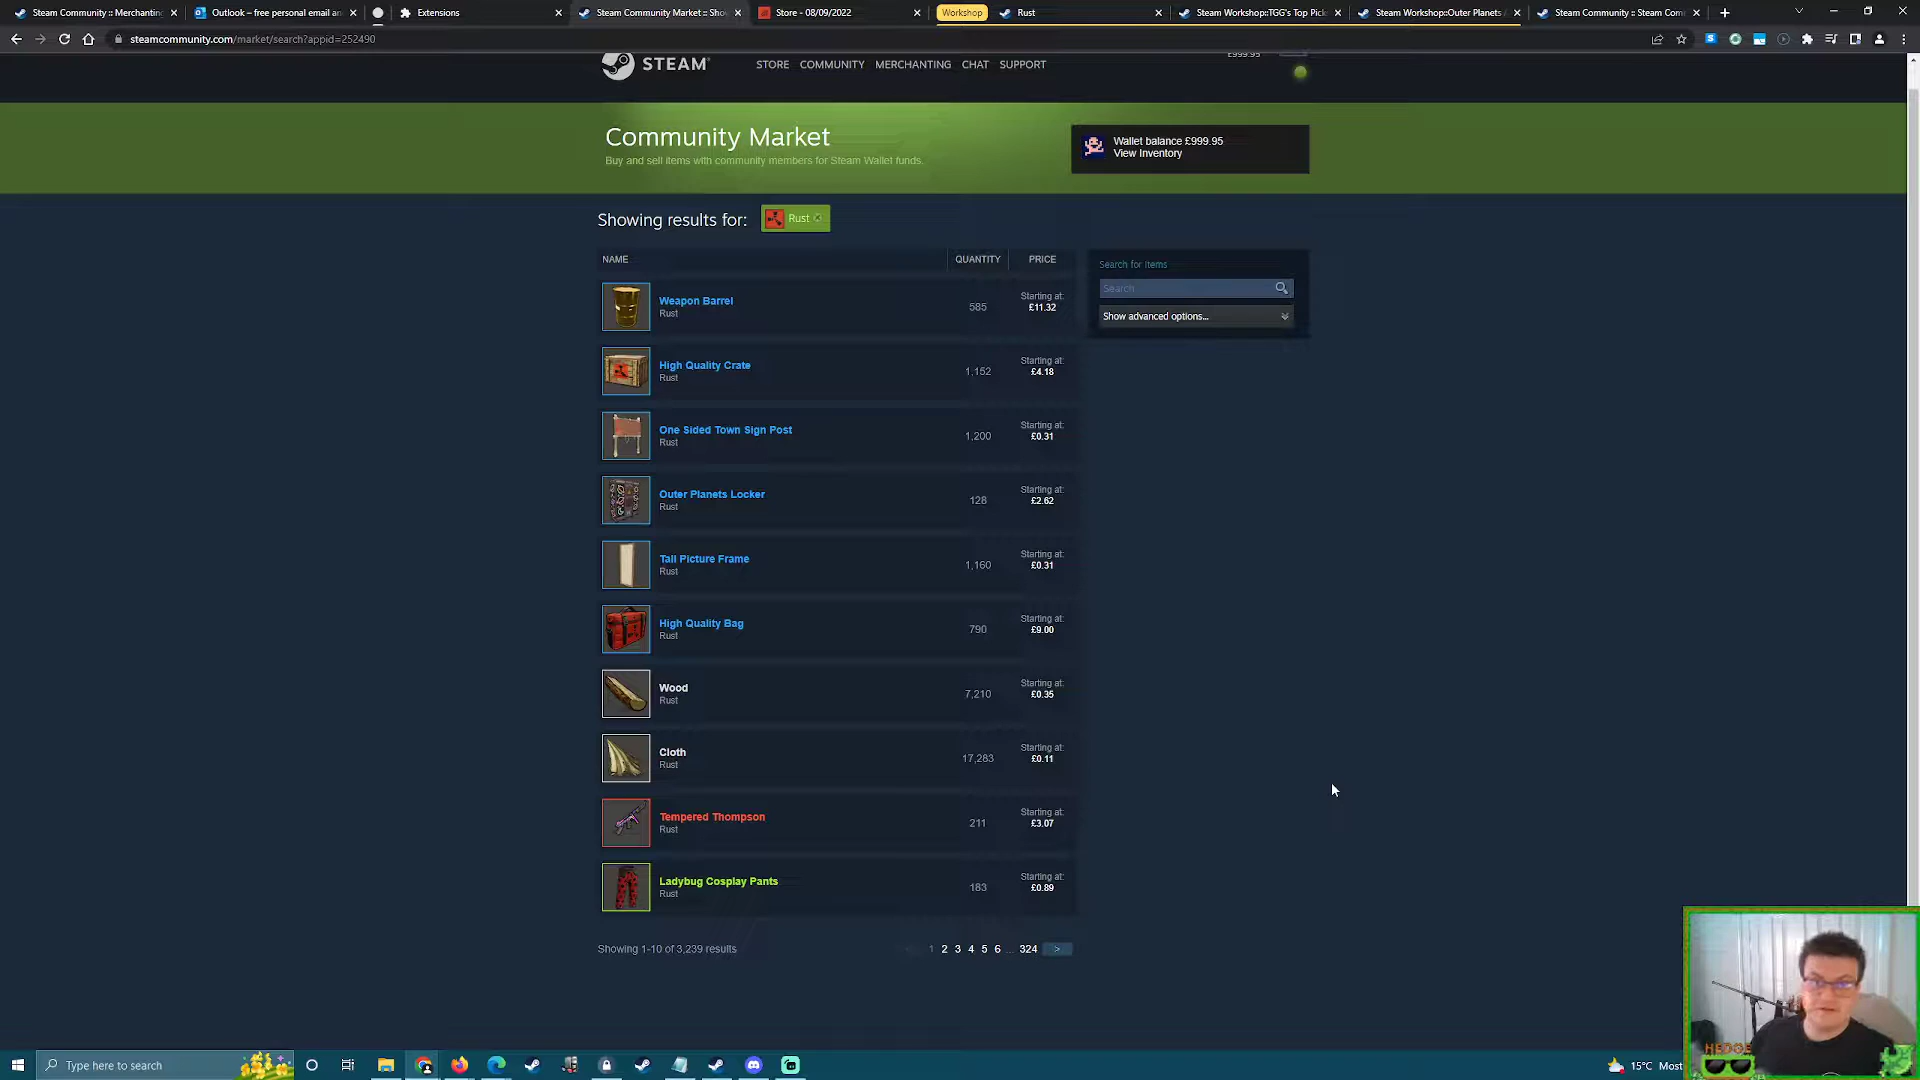 Steam Community :: Merchanting
Outlook – free personal email an
Extensions
Steam Community Market :: Sho
Store - 08/09/2022
Workshop
Rust
Steam Workshop::TGG's Top Pick
Steam Workshop::Outer Planets
Steam Community :: Steam Com
steamcommunity.com/market/search?appid=252490
STEAM
STORE COMMUNITY MERCHANTING CHAT SUPPORT
£999.95
Community Market
Buy and sell items with community members for Steam Wallet funds.
Wallet balance £999.95
View Inventory
Showing results for:
Rust
NAME QUANTITY PRICE
Search for items
Search
Show advanced options...
Weapon Barrel
Rust
585
Starting at:
£11.32
High Quality Crate
Rust
1,152
Starting at:
£4.18
One Sided Town Sign Post
Rust
1,200
Starting at:
£0.31
Outer Planets Locker
Rust
128
Starting at:
£2.62
Tall Picture Frame
Rust
1,160
Starting at:
£0.31
High Quality Bag
Rust
790
Starting at:
£9.00
Wood
Rust
7,210
Starting at:
£0.35
Cloth
Rust
17,283
Starting at:
£0.11
Tempered Thompson
Rust
211
Starting at:
£3.07
Ladybug Cosplay Pants
Rust
183
Starting at:
£0.89
Showing 1-10 of 3,239 results
< 1 2 3 4 5 6 ... 324 >
HEDGE
Type here to search
15°C Most